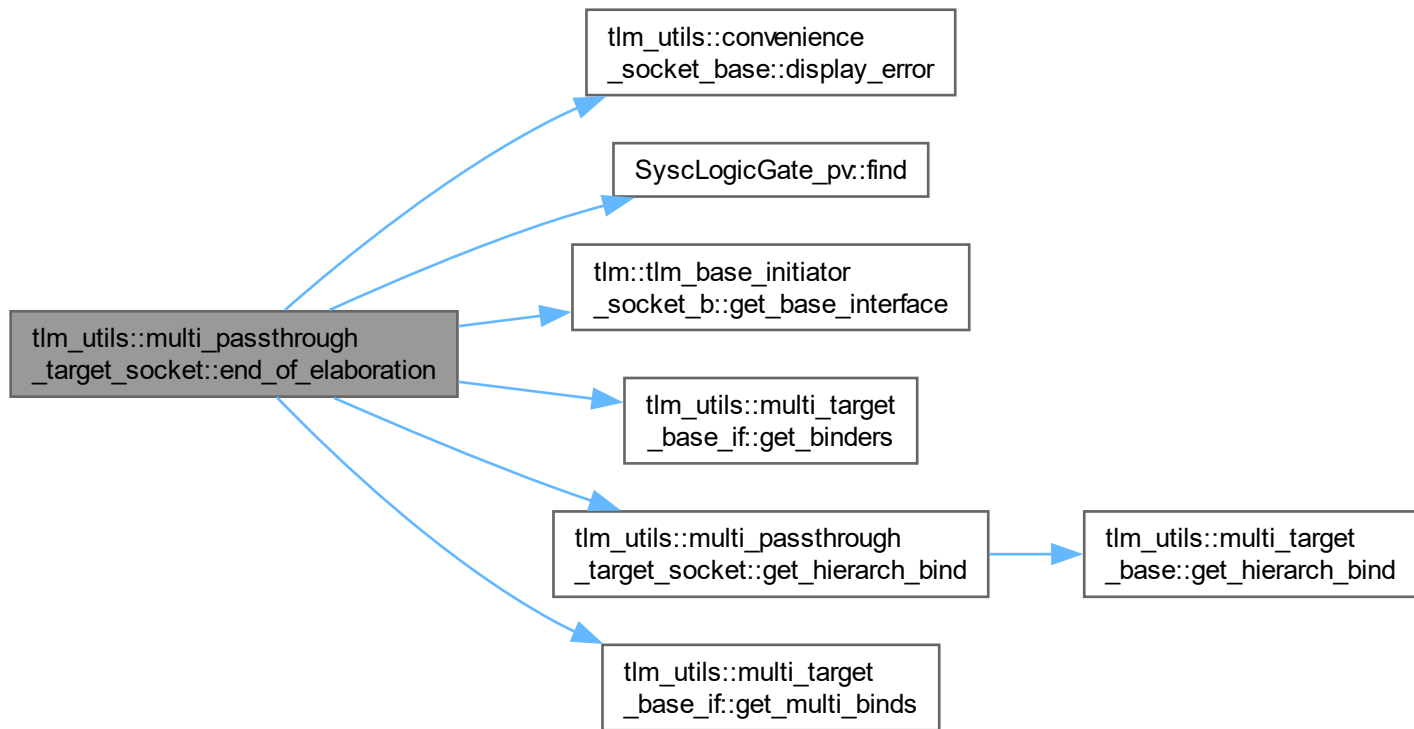 tlm_utils::convenience
_socket_base::display_error
SyscLogicGate_pv::find
tlm::tlm_base_initiator
_socket_b::get_base_interface
tlm_utils::multi_passthrough
_target_socket::end_of_elaboration
tlm_utils::multi_target
_base_if::get_binders
tlm_utils::multi_passthrough
_target_socket::get_hierarch_bind
tlm_utils::multi_target
_base::get_hierarch_bind
tlm_utils::multi_target
_base_if::get_multi_binds